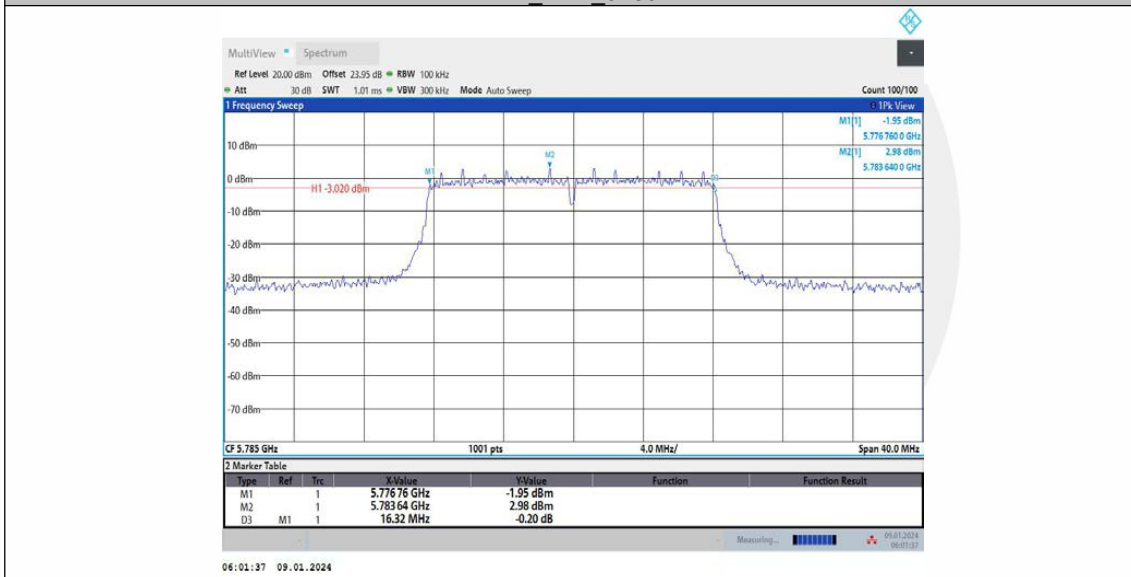 MultiView Spectrum
Ref Level 20.00 dBm Offset 23.95 dB RBW 100 kHz
Att 30 dB SWT 1.01 ms VBW 300 kHz Mode Auto Sweep Count 100/100
1 Frequency Sweep 1Pk View
M1[1] -1.95 dBm
5.776 760 0 GHz
M2[1] 2.98 dBm
5.783 640 0 GHz
10 dBm
M2
M1
0 dBm
H1 -3.020 dBm
-10 dBm
-20 dBm
-30 dBm
-40 dBm
-50 dBm
-60 dBm
-70 dBm
CF 5.785 GHz 1001 pts 4.0 MHz/ Span 40.0 MHz
2 Marker Table
Type Ref Trc X-Value Y-Value Function Function Result
M1 1 5.776 76 GHz -1.95 dBm
M2 1 5.783 64 GHz 2.98 dBm
D3 M1 1 16.32 MHz -0.20 dB
Measuring... 09.01.2024
06:01:37
06:01:37 09.01.2024